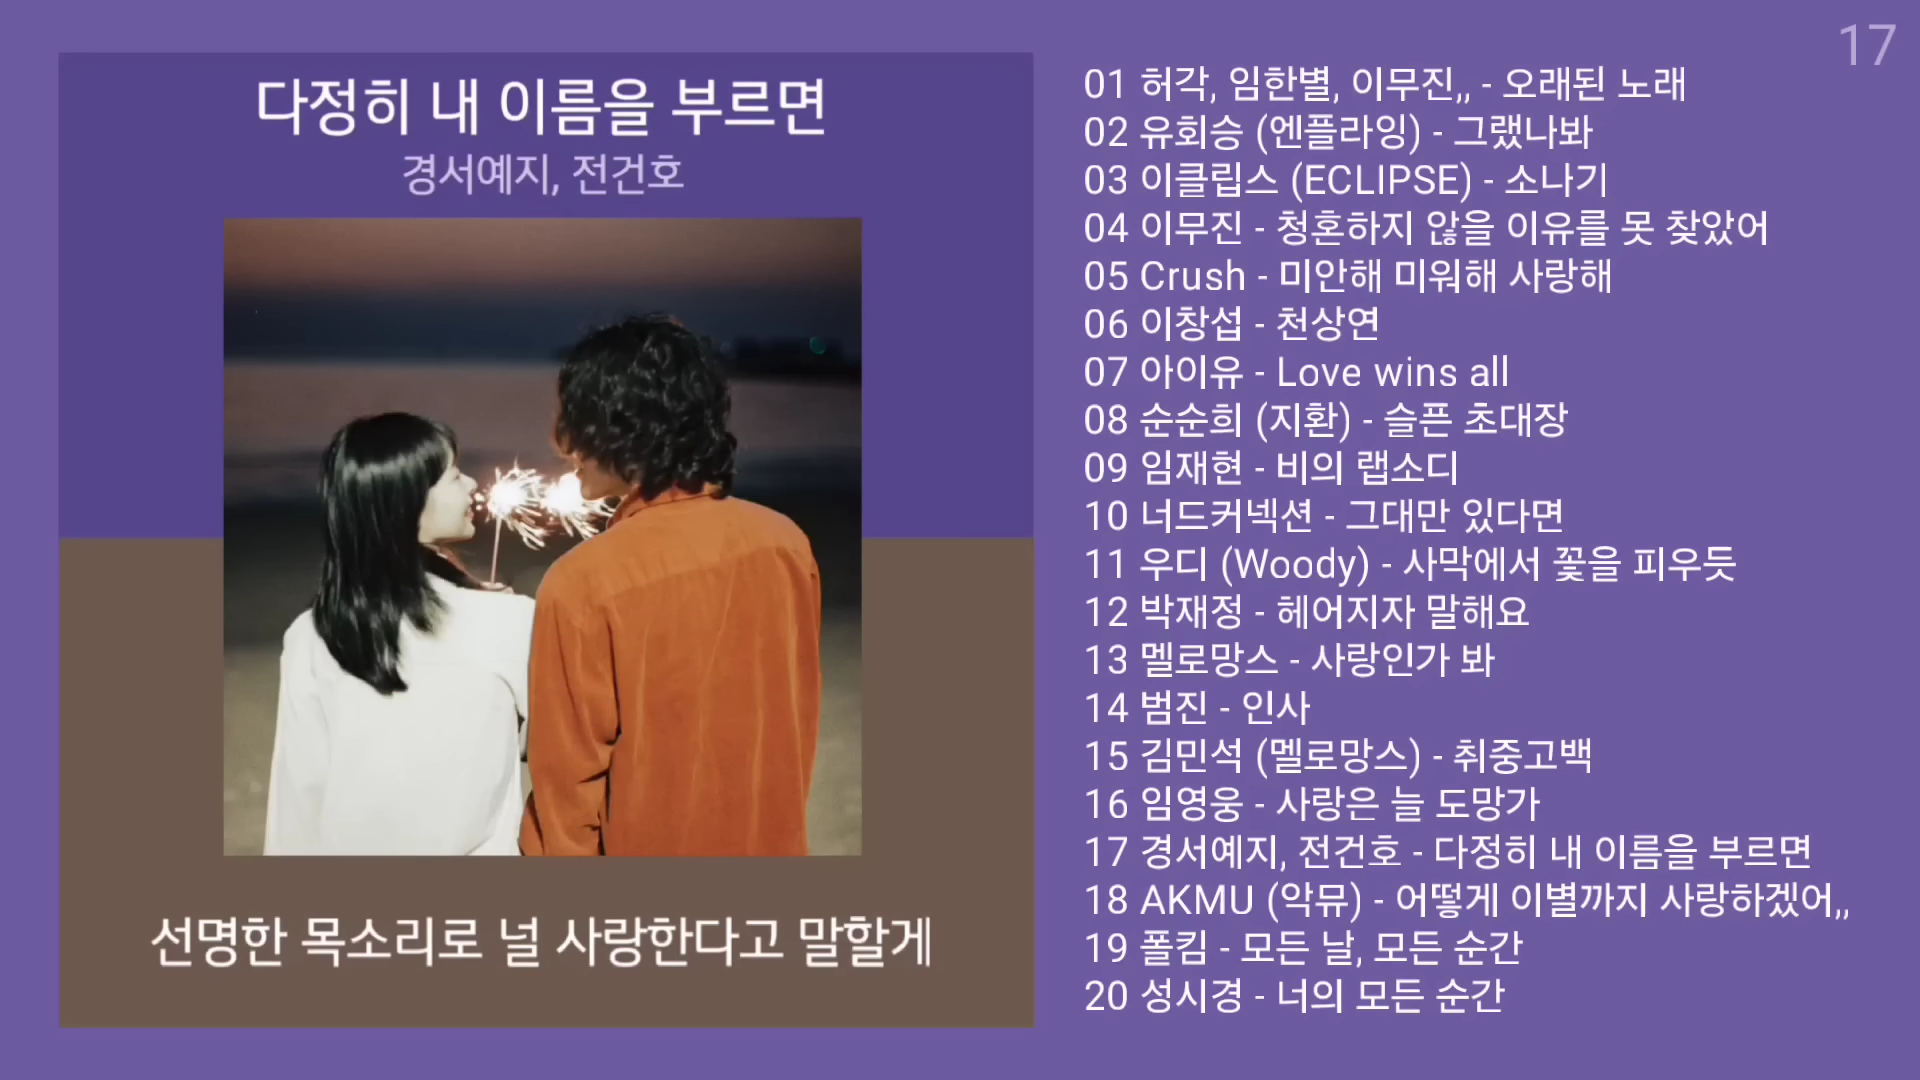 17
다정히 내 이름을 부르면
경서예지, 전건호
선명한 목소리로 널 사랑한다고 말할게
01 허각, 임한별, 이무진,, - 오래된 노래
02 유회승 (엔플라잉) - 그랬나봐
03 이클립스 (ECLIPSE) - 소나기
04 이무진 - 청혼하지 않을 이유를 못 찾았어
05 Crush - 미안해 미워해 사랑해
06 이창섭 - 천상연
07 아이유 - Love wins all
08 순순희 (지환) - 슬픈 초대장
09 임재현 - 비의 랩소디
10 너드커넥션 - 그대만 있다면
11 우디 (Woody) - 사막에서 꽃을 피우듯
12 박재정 - 헤어지자 말해요
13 멜로망스 - 사랑인가 봐
14 범진 - 인사
15 김민석 (멜로망스) - 취중고백
16 임영웅 - 사랑은 늘 도망가
17 경서예지, 전건호 - 다정히 내 이름을 부르면
18 AKMU (악뮤) - 어떻게 이별까지 사랑하겠어,,
19 폴킴 - 모든 날, 모든 순간
20 성시경 - 너의 모든 순간